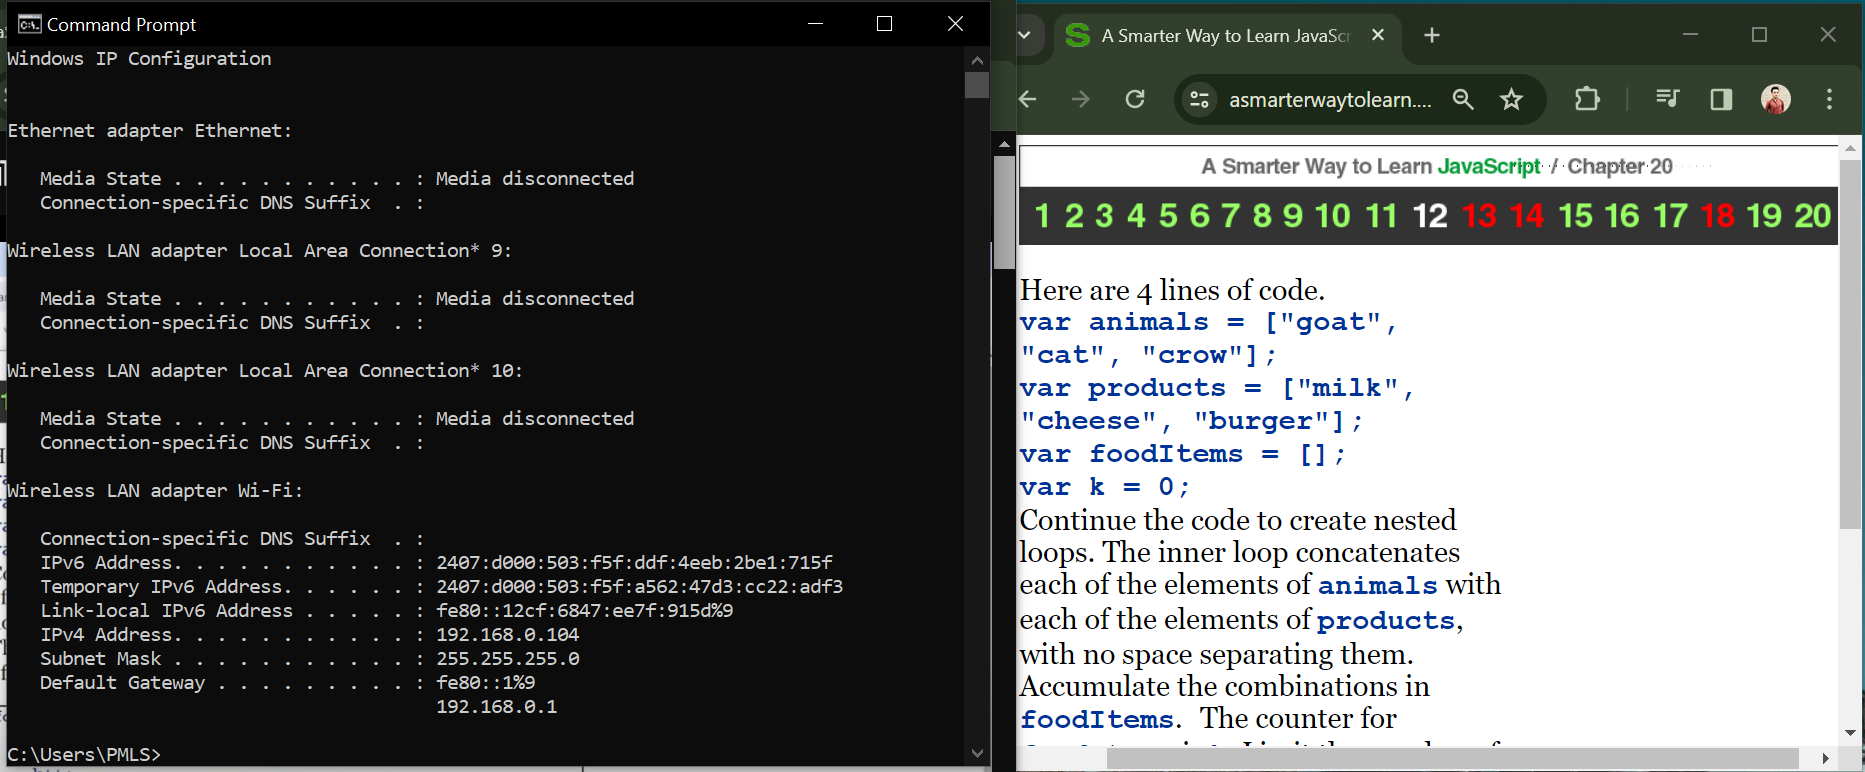 Command Prompt
Windows IP Configuration
Ethernet adapter Ethernet:
Media State . . . . . . . . . . . : Media disconnected
Connection-specific DNS Suffix  . :
Wireless LAN adapter Local Area Connection* 9:
Media State . . . . . . . . . . . : Media disconnected
Connection-specific DNS Suffix  . :
Wireless LAN adapter Local Area Connection* 10:
Media State . . . . . . . . . . . : Media disconnected
Connection-specific DNS Suffix  . :
Wireless LAN adapter Wi-Fi:
Connection-specific DNS Suffix  . :
IPv6 Address. . . . . . . . . . . : 2407:d000:503:f5f:ddf:4eeb:2be1:715f
Temporary IPv6 Address. . . . . . : 2407:d000:503:f5f:a562:47d3:cc22:adf3
Link-local IPv6 Address . . . . . : fe80::12cf:6847:ee7f:915d%9
IPv4 Address. . . . . . . . . . . : 192.168.0.104
Subnet Mask . . . . . . . . . . . : 255.255.255.0
Default Gateway . . . . . . . . . : fe80::1%9
192.168.0.1
C:\Users\PMLS>
A Smarter Way to Learn JavaScr
asmarterwaytolearn....
A Smarter Way to Learn JavaScript / Chapter 20
1 2 3 4 5 6 7 8 9 10 11 12 13 14 15 16 17 18 19 20
Here are 4 lines of code.
var animals = ["goat",
"cat", "crow"];
var products = ["milk",
"cheese", "burger"];
var foodItems = [];
var k = 0;
Continue the code to create nested
loops. The inner loop concatenates
each of the elements of animals with
each of the elements of products,
with no space separating them.
Accumulate the combinations in
foodItems. The counter for